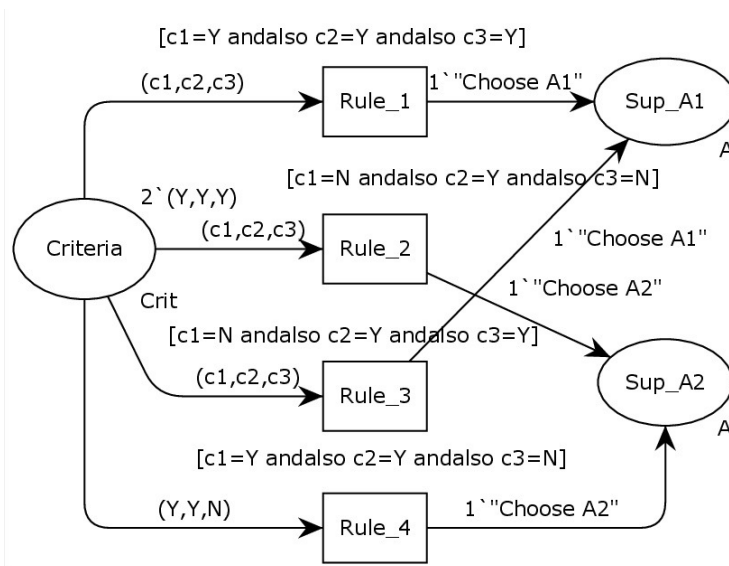 [c1=Y andalso c2=Y andalso c3=Y]
(c1,c2,c3)
Rule_1
1`"Choose A1"
Sup_A1
A
[c1=N andalso c2=Y andalso c3=N]
2`(Y,Y,Y)
Criteria
(c1,c2,c3)
Rule_2
1`"Choose A1"
1`"Choose A2"
Crit
[c1=N andalso c2=Y andalso c3=Y]
(c1,c2,c3)
Rule_3
Sup_A2
A
[c1=Y andalso c2=Y andalso c3=N]
(Y,Y,N)
Rule_4
1`"Choose A2"